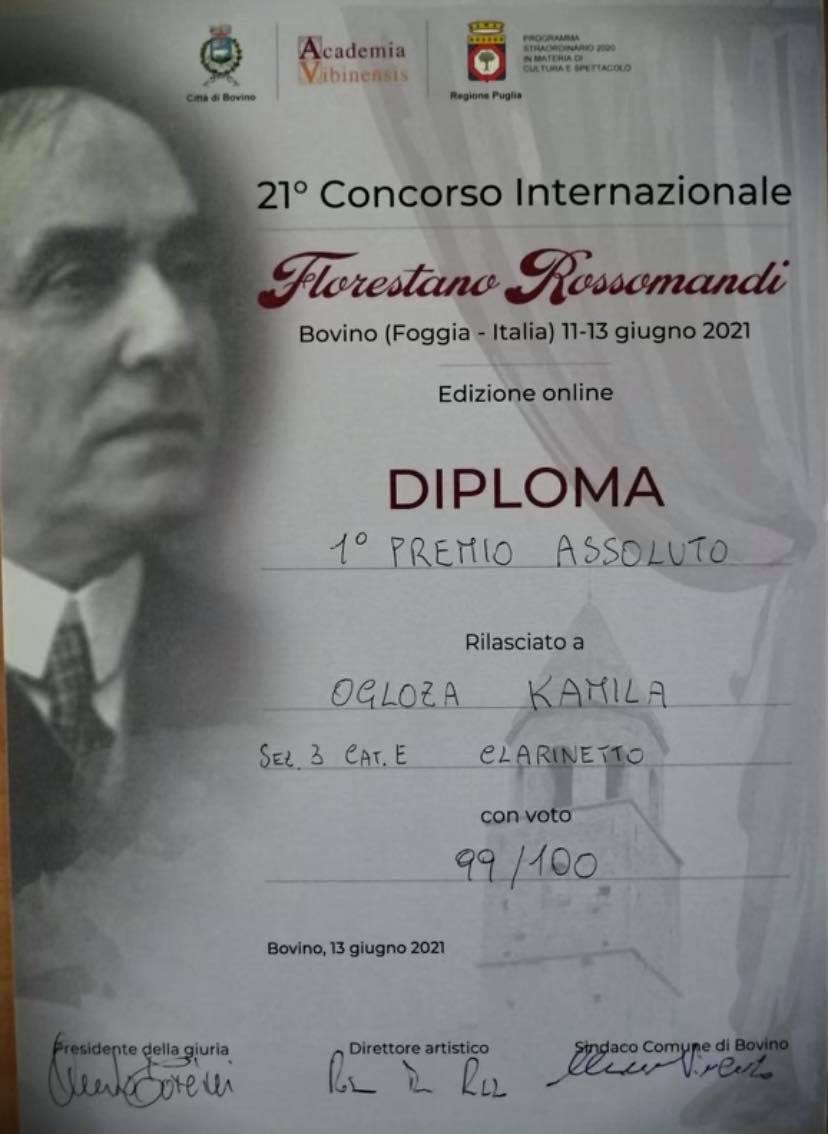 Città di Bovino
Academia
Vibinensis
Regione Puglia
PROGRAMMA
STRAORDINARIO 2020
IN MATERIA DI
CULTURA E SPETTACOLO
21° Concorso Internazionale
Florestano Rossomandi
Bovino (Foggia - Italia) 11-13 giugno 2021
Edizione online
DIPLOMA
1° PREMIO ASSOLUTO
Rilasciato a
OGLOZA KAMILA
SEZ. 3 CAT. E CLARINETTO
con voto
99/100
Bovino, 13 giugno 2021
Presidente della giuria
Direttore artistico
Sindaco Comune di Bovino